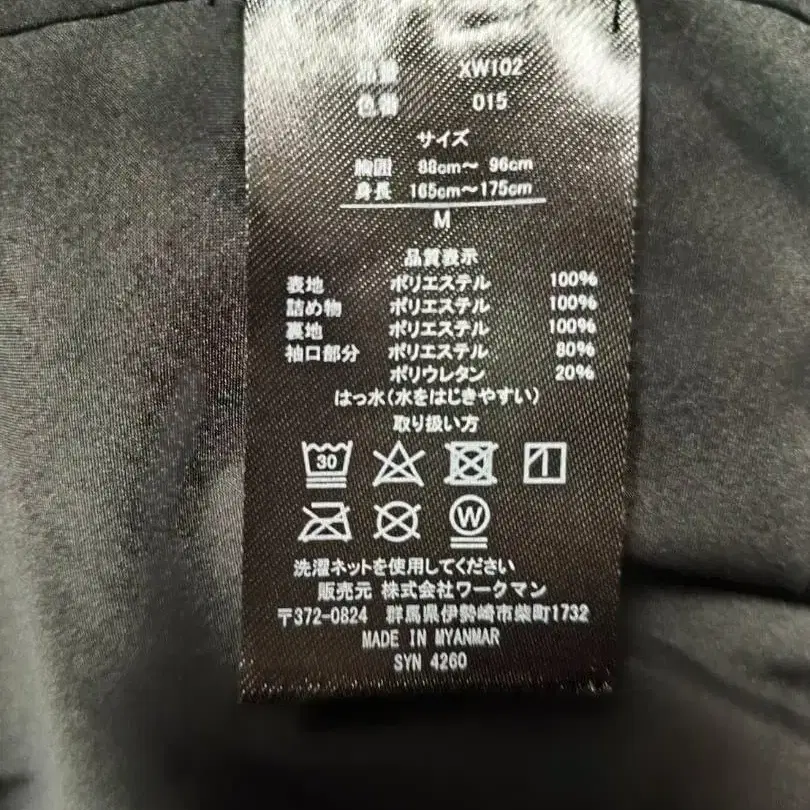 品番 XW102
色番 015
サイズ
胸囲 88cm～ 96cm
身長 165cm～175cm
M
品質表示
表地 ポリエステル 100%
詰め物 ポリエステル 100%
裏地 ポリエステル 100%
袖口部分 ポリエステル 80%
ポリウレタン 20%
はっ水(水をはじきやすい)
取り扱い方
30
W
洗濯ネットを使用してください
販売元 株式会社ワークマン
〒372-0824 群馬県伊勢崎市柴町1732
MADE IN MYANMAR
SYN 4260